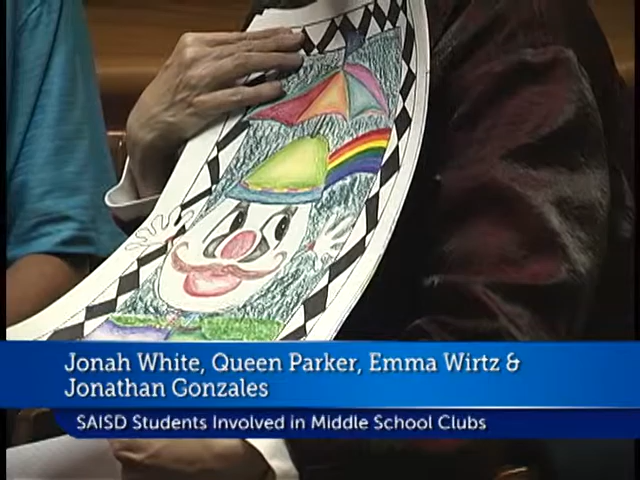 Jonah White, Queen Parker, Emma Wirtz &
Jonathan Gonzales
SAISD Students Involved in Middle School Clubs